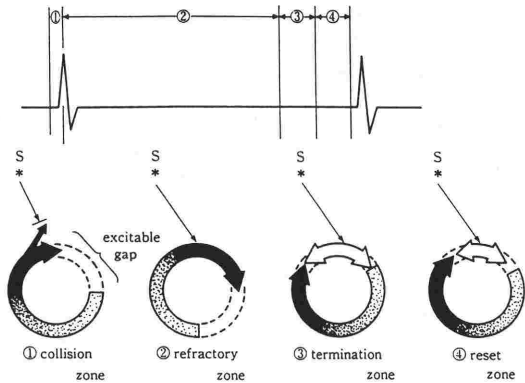 ① ② ③ ④
S S S S
* * * *
excitable
gap
① collision ② refractory ③ termination ④ reset
zone zone zone zone